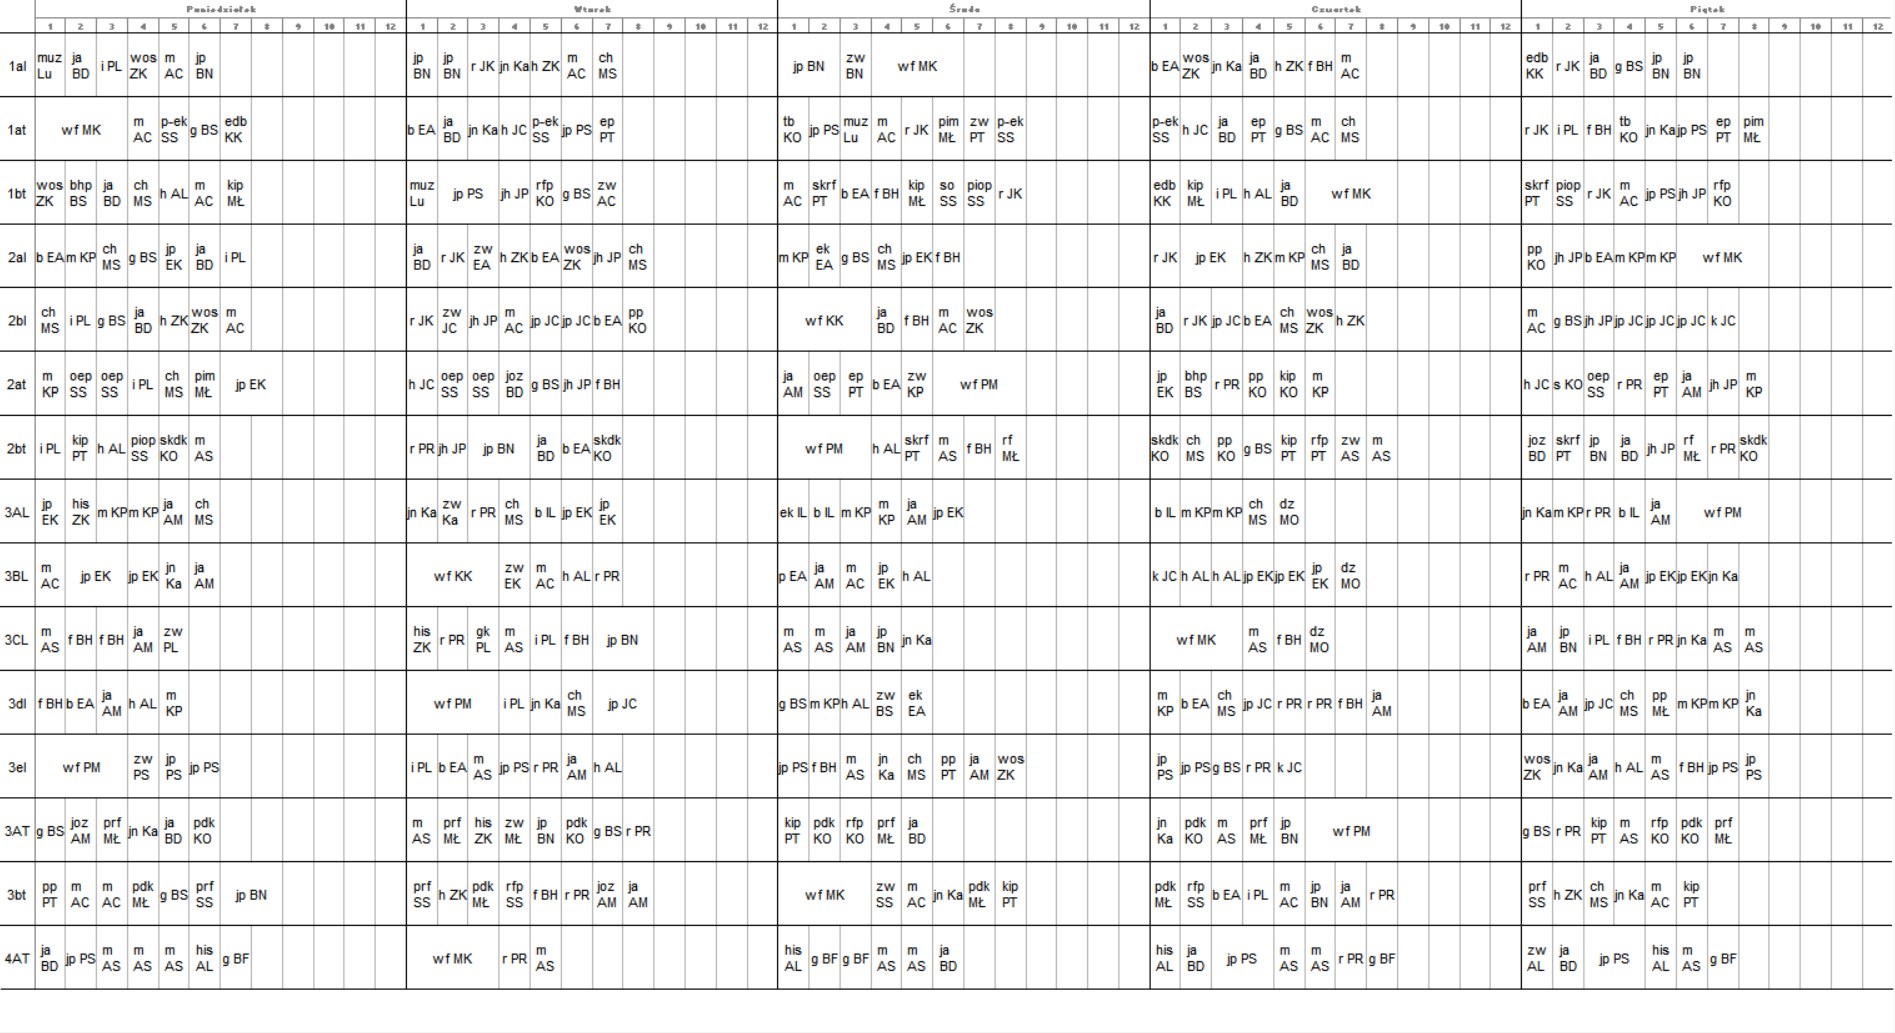 Poniedziałek Wtorek Środa Czwartek Piątek
1 2 3 4 5 6 7 8 9 10 11 12 1 2 3 4 5 6 7 8 9 10 11 12 1 2 3 4 5 6 7 8 9 10 11 12 1 2 3 4 5 6 7 8 9 10 11 12 1 2 3 4 5 6 7 8 9 10 11 12
1al muz Lu ja BD i PL wos ZK m AC jp BN jp BN jp BN r JK jn Ka h ZK m AC ch MS jp BN zw BN wf MK b EA wos ZK jn Ka ja BD h ZK f BH m AC edb KK r JK ja BD g BS jp BN jp BN
1at wf MK m AC p-ek SS g BS edb KK b EA ja BD jn Ka h JC p-ek SS jp PS ep PT tb KO jp PS muz Lu m AC r JK pim MŁ zw PT p-ek SS p-ek SS h JC ja BD ep PT g BS m AC ch MS r JK i PL f BH tb KO jn Ka jp PS ep PT pim MŁ
1bt wos ZK bhp BS ja BD ch MS h AL m AC kip MŁ muz Lu jp PS jh JP rfp KO g BS zw AC m AC skrf PT b EA f BH kip MŁ so SS piop SS r JK edb KK kip MŁ i PL h AL ja BD wf MK skrf PT piop SS r JK m AC jp PS jh JP rfp KO
2al b EA m KP ch MS g BS jp EK ja BD i PL ja BD r JK zw EA h ZK b EA wos ZK jh JP ch MS m KP ek EA g BS ch MS jp EK f BH r JK jp EK h ZK m KP ch MS ja BD pp KO jh JP b EA m KP m KP wf MK
2bl ch MS i PL g BS ja BD h ZK wos ZK m AC r JK zw JC jh JP m AC jp JC jp JC b EA pp KO wf KK ja BD f BH m AC wos ZK ja BD r JK jp JC b EA ch MS wos ZK h ZK m AC g BS jh JP jp JC jp JC jp JC k JC
2at m KP oep SS oep SS i PL ch MS pim MŁ jp EK h JC oep SS oep SS joz BD g BS jh JP f BH ja AM oep SS ep PT b EA zw KP wf PM jp EK bhp BS r PR pp KO kip KO m KP h JC s KO oep SS r PR ep PT ja AM jh JP m KP
2bt i PL kip PT h AL piop SS skdk KO m AS r PR jh JP jp BN ja BD b EA skdk KO wf PM h AL skrf PT m AS f BH rf MŁ skdk KO ch MS pp KO g BS kip PT rfp PT zw AS m AS joz BD skrf PT jp BN ja BD jh JP rf MŁ r PR skdk KO
3AL jp EK his ZK m KP m KP ja AM ch MS jn Ka zw Ka r PR ch MS b IL jp EK jp EK ek IL b IL m KP m KP ja AM jp EK b IL m KP m KP ch MS dz MO jn Ka m KP r PR b IL ja AM wf PM
3BL m AC jp EK jp EK jn Ka ja AM wf KK zw EK m AC h AL r PR p EA ja AM m AC jp EK h AL k JC h AL h AL jp EK jp EK jp EK dz MO r PR m AC h AL ja AM jp EK jp EK jn Ka
3CL m AS f BH f BH ja AM zw PL his ZK r PR gk PL m AS i PL f BH jp BN m AS m AS ja AM jp BN jn Ka wf MK m AS f BH dz MO ja AM jp BN i PL f BH r PR jn Ka m AS m AS
3dl f BH b EA ja AM h AL m KP wf PM i PL jn Ka ch MS jp JC g BS m KP h AL zw BS ek EA m KP b EA ch MS jp JC r PR r PR f BH ja AM b EA ja AM jp JC ch MS pp MŁ m KP m KP jn Ka
3el wf PM zw PS jp PS jp PS i PL b EA m AS jp PS r PR ja AM h AL jp PS f BH m AS jn Ka ch MS pp PT ja AM wos ZK jp PS jp PS g BS r PR k JC wos ZK jn Ka ja AM h AL m AS f BH jp PS jp PS
3AT g BS joz AM prf MŁ jn Ka ja BD pdk KO m AS prf MŁ his ZK zw MŁ jp BN pdk KO g BS r PR kip PT pdk KO rfp KO prf MŁ ja BD jn Ka pdk KO m AS prf MŁ jp BN wf PM g BS r PR kip PT m AS rfp KO pdk KO prf MŁ
3bt pp PT m AC m AC pdk MŁ g BS prf SS jp BN prf SS h ZK pdk MŁ rfp SS f BH r PR joz AM ja AM wf MK zw SS m AC jn Ka pdk MŁ kip PT pdk MŁ rfp SS b EA i PL m AC jp BN ja AM r PR prf SS h ZK ch MS jn Ka m AC kip PT
4AT ja BD jp PS m AS m AS m AS his AL g BF wf MK r PR m AS his AL g BF g BF m AS m AS ja BD his AL ja BD jp PS m AS m AS r PR g BF zw AL ja BD jp PS his AL m AS g BF